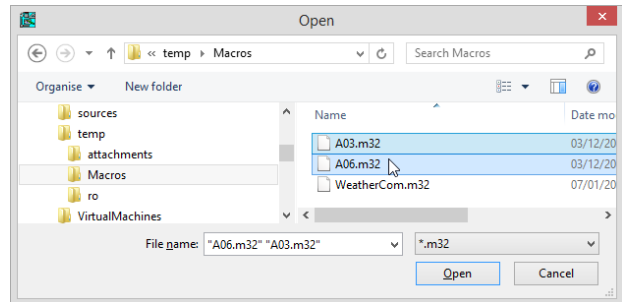 Open
« temp Macros Search Macros
Organise New folder
sources
temp
attachments
Macros
ro
VirtualMachines
Name Date mo
A03.m32 03/12/20
A06.m32 03/12/20
WeatherCom.m32 07/01/20
File name: "A06.m32" "A03.m32" *.m32
Open Cancel